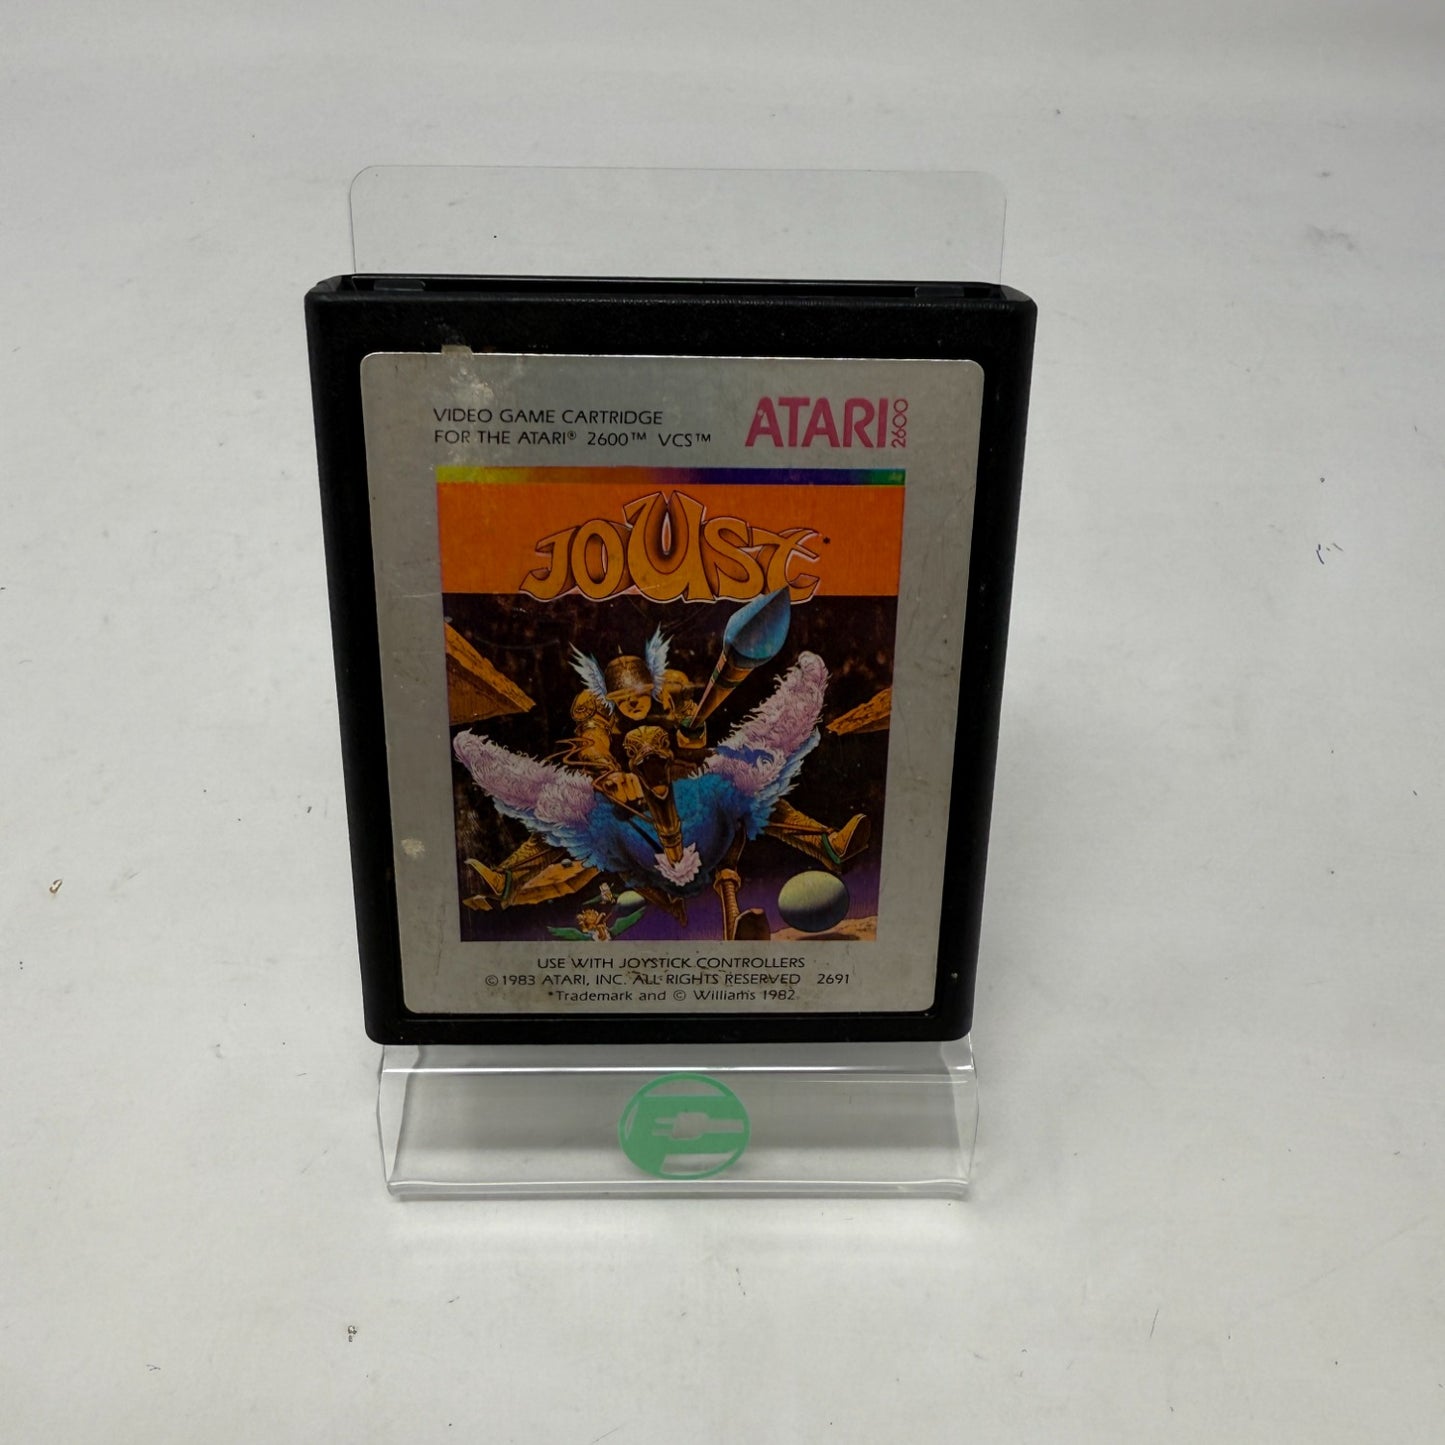 VIDEO GAME CARTRIDGE
FOR THE ATARI® 2600™ VCS™
ATARI 2600
JOUST*
USE WITH JOYSTICK CONTROLLERS
©1983 ATARI, INC. ALL RIGHTS RESERVED 2691
*Trademark and © Williams 1982